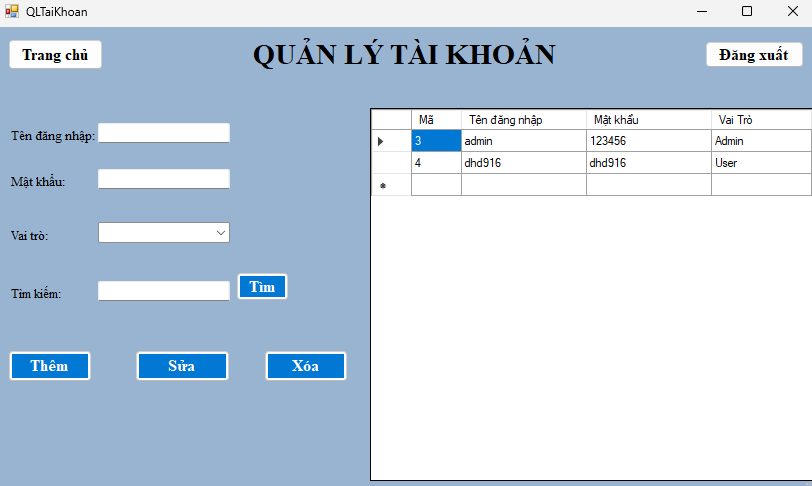 QLTaiKhoan
Trang chủ
QUẢN LÝ TÀI KHOẢN
Đăng xuất
Tên đăng nhập:
Mật khẩu:
Vai trò:
Tìm kiếm:
Tìm
Thêm Sửa Xóa
Mã Tên đăng nhập Mật khẩu Vai Trò
3 admin 123456 Admin
4 dhd916 dhd916 User